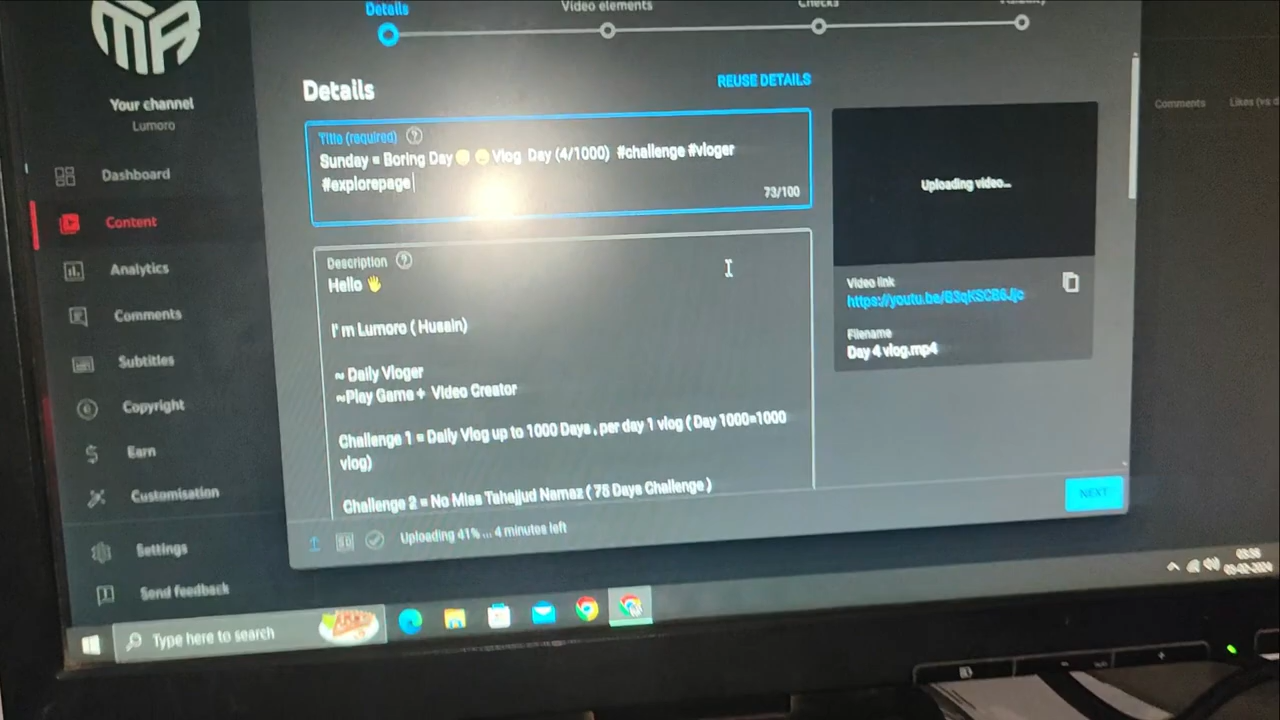 Details
Video elements
Checks
Details
REUSE DETAILS
Your channel
Lumoro
Dashboard
Content
Analytics
Comments
Subtitles
Copyright
Earn
Customisation
Settings
Send feedback
Title (required)
Sunday = Boring Day🥱 😄Vlog Day (4/1000) #challenge #vloger
#explorepage
73/100
Description
Hello 🖐
I'm Lumoro ( Husain)
~ Daily Vloger
~Play Game + Video Creator
Challenge 1 = Daily Vlog up to 1000 Days , per day 1 vlog ( Day 1000=1000
vlog)
Challenge 2 = No Miss Tahajjud Namaz ( 75 Days Challenge )
Uploading video...
Video link
Filename
Day 4 vlog.mp4
NEXT
Uploading 41% ... 4 minutes left
Comments
Likes (vs d
Type here to search